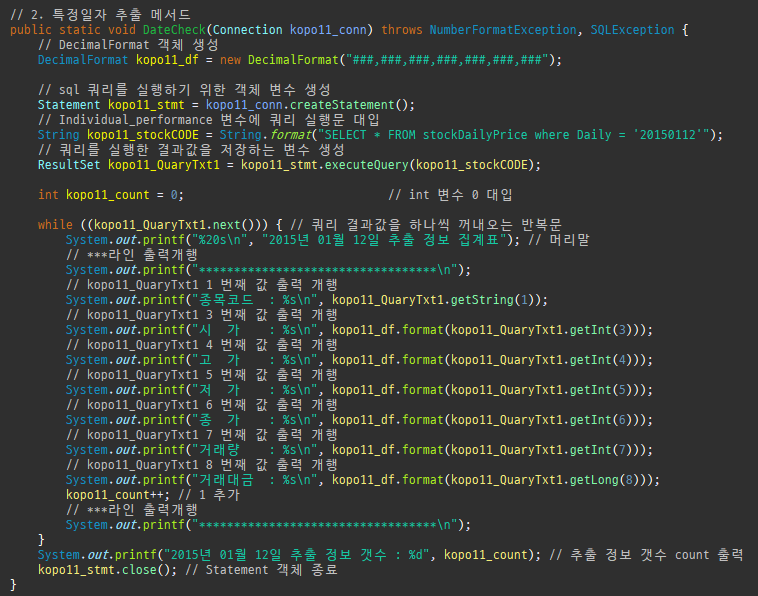 // 2. 특정일자 추출 메서드
public static void DateCheck(Connection kopo11_conn) throws NumberFormatException, SQLException {
    // DecimalFormat 객체 생성
    DecimalFormat kopo11_df = new DecimalFormat("###,###,###,###,###,###,###");

    // sql 쿼리를 실행하기 위한 객체 변수 생성
    Statement kopo11_stmt = kopo11_conn.createStatement();
    // Individual_performance 변수에 쿼리 실행문 대입
    String kopo11_stockCODE = String.format("SELECT * FROM stockDailyPrice where Daily = '20150112'");
    // 쿼리를 실행한 결과값을 저장하는 변수 생성
    ResultSet kopo11_QuaryTxt1 = kopo11_stmt.executeQuery(kopo11_stockCODE);

    int kopo11_count = 0;                             // int 변수 0 대입

    while ((kopo11_QuaryTxt1.next())) { // 쿼리 결과값을 하나씩 꺼내오는 반복문
        System.out.printf("%20s\n", "2015년 01월 12일 추출 정보 집계표"); // 머리말
        // ***라인 출력개행
        System.out.printf("**********************************\n");
        // kopo11_QuaryTxt1 1 번째 값 출력 개행
        System.out.printf("종목코드  : %s\n", kopo11_QuaryTxt1.getString(1));
        // kopo11_QuaryTxt1 3 번째 값 출력 개행
        System.out.printf("시  가    : %s\n", kopo11_df.format(kopo11_QuaryTxt1.getInt(3)));
        // kopo11_QuaryTxt1 4 번째 값 출력 개행
        System.out.printf("고  가    : %s\n", kopo11_df.format(kopo11_QuaryTxt1.getInt(4)));
        // kopo11_QuaryTxt1 5 번째 값 출력 개행
        System.out.printf("저  가    : %s\n", kopo11_df.format(kopo11_QuaryTxt1.getInt(5)));
        // kopo11_QuaryTxt1 6 번째 값 출력 개행
        System.out.printf("종  가    : %s\n", kopo11_df.format(kopo11_QuaryTxt1.getInt(6)));
        // kopo11_QuaryTxt1 7 번째 값 출력 개행
        System.out.printf("거래량    : %s\n", kopo11_df.format(kopo11_QuaryTxt1.getInt(7)));
        // kopo11_QuaryTxt1 8 번째 값 출력 개행
        System.out.printf("거래대금  : %s\n", kopo11_df.format(kopo11_QuaryTxt1.getLong(8)));
        kopo11_count++; // 1 추가
        // ***라인 출력개행
        System.out.printf("**********************************\n");
    }
    System.out.printf("2015년 01월 12일 추출 정보 갯수 : %d", kopo11_count); // 추출 정보 갯수 count 출력
    kopo11_stmt.close(); // Statement 객체 종료
}